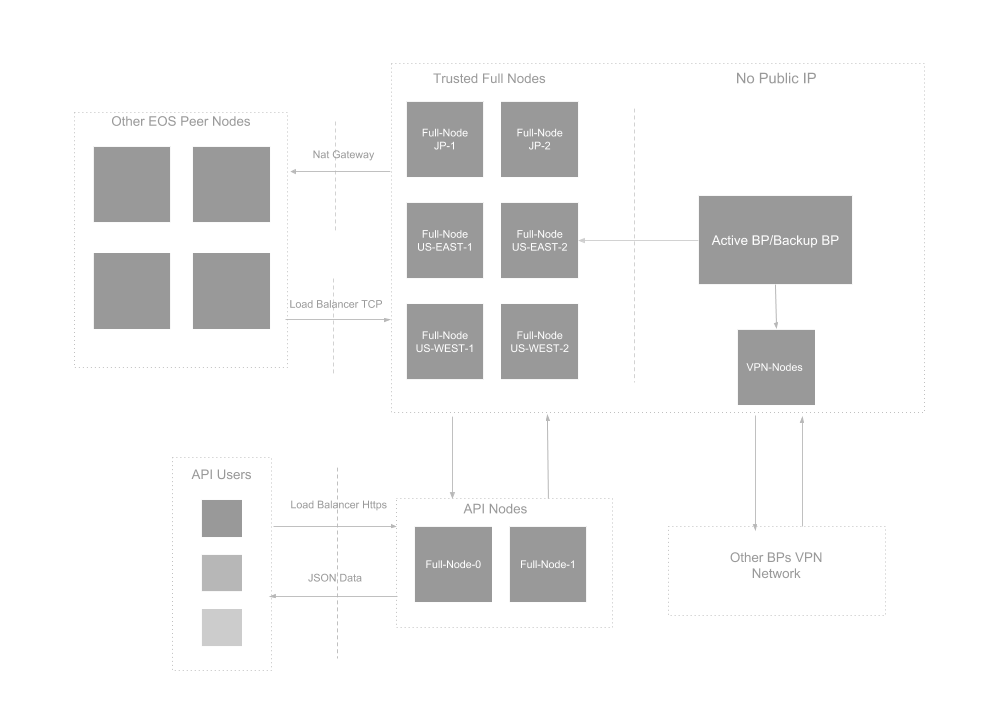 Trusted Full Nodes
No Public IP
Other EOS Peer Nodes
Full-Node
JP-1
Full-Node
JP-2
Nat Gateway
Full-Node
US-EAST-1
Full-Node
US-EAST-2
Active BP/Backup BP
Load Balancer TCP
Full-Node
US-WEST-1
Full-Node
US-WEST-2
VPN-Nodes
API Users
Load Balancer Https
API Nodes
Full-Node-0
Full-Node-1
JSON Data
Other BPs VPN
Network